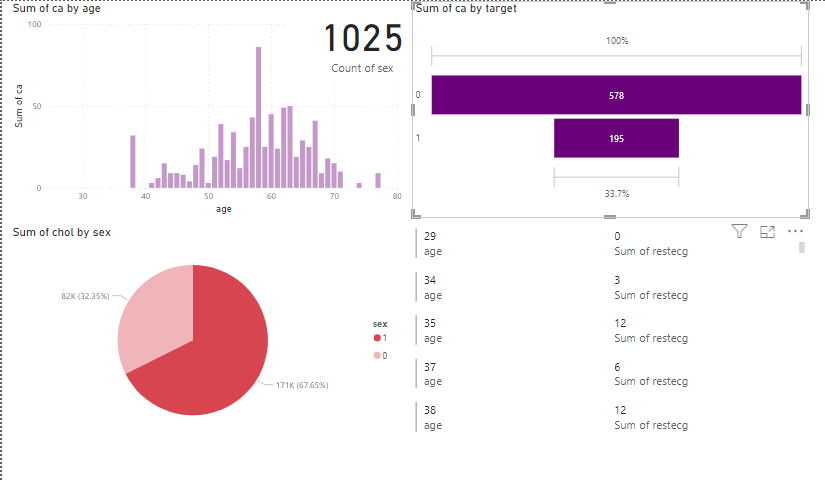 Sum of ca by age
100
50
0
Sum of ca
30
40
50
60
70
80
age
1025
Count of sex
Sum of ca by target
100%
0
578
1
195
33.7%
Sum of chol by sex
82K (32.35%)
171K (67.65%)
sex
1
0
29
age
0
Sum of restecg
34
age
3
Sum of restecg
35
age
12
Sum of restecg
37
age
6
Sum of restecg
38
age
12
Sum of restecg